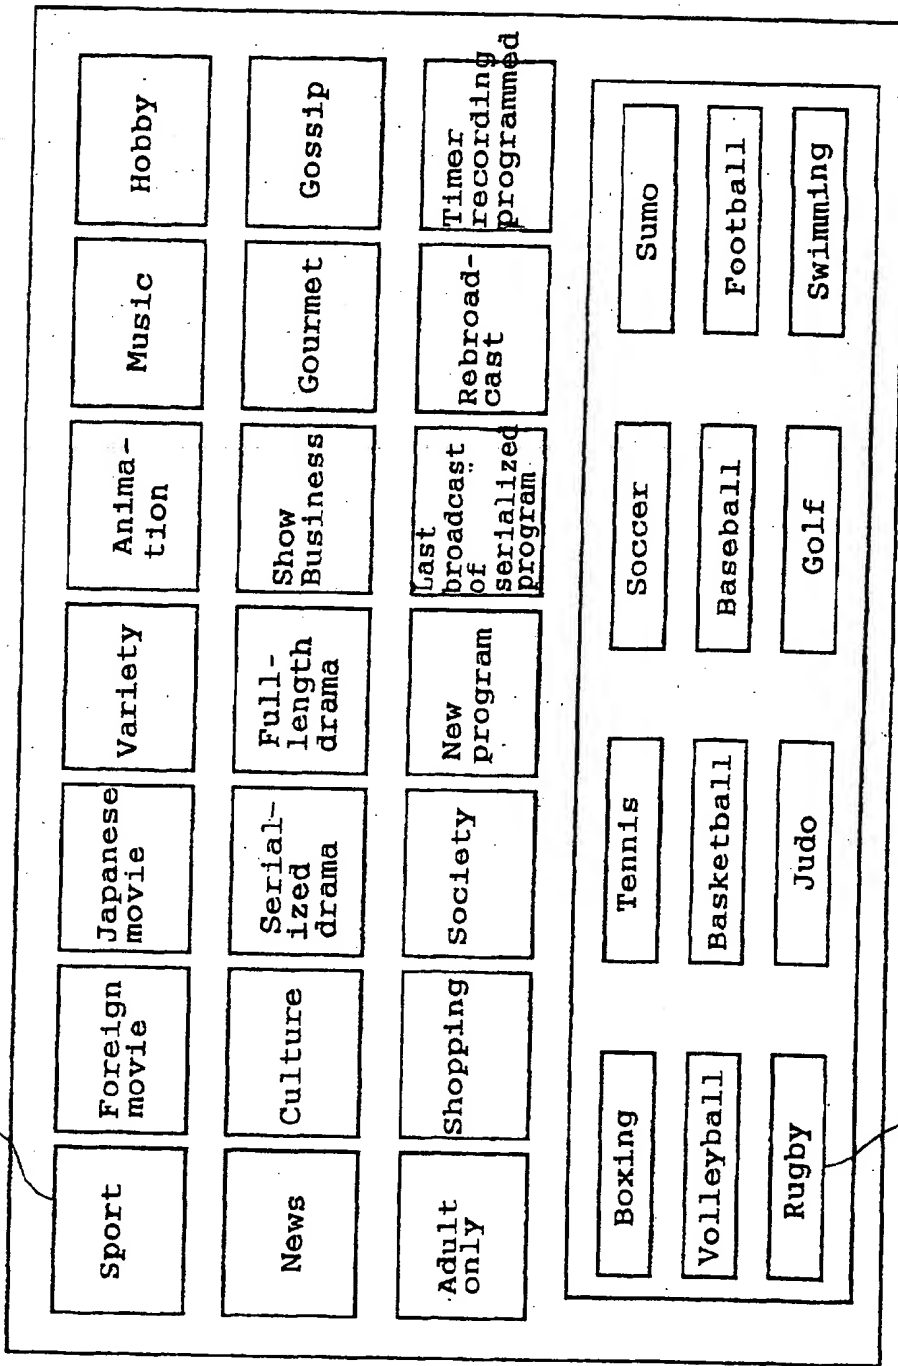 Sport
Foreign
movie
Japanese
movie
Variety
Anima-
tion
Music
Hobby
News
Culture
Serial-
ized
drama
Full-
length
drama
Show
Business
Gourmet
Gossip
Adult
only
Shopping
Society
New
program
Last
broadcast
of
serialized
program
Rebroad-
cast
Timer
recording
programmed
Boxing
Tennis
Soccer
Sumo
Volleyball
Basketball
Baseball
Football
Rugby
Judo
Golf
Swimming